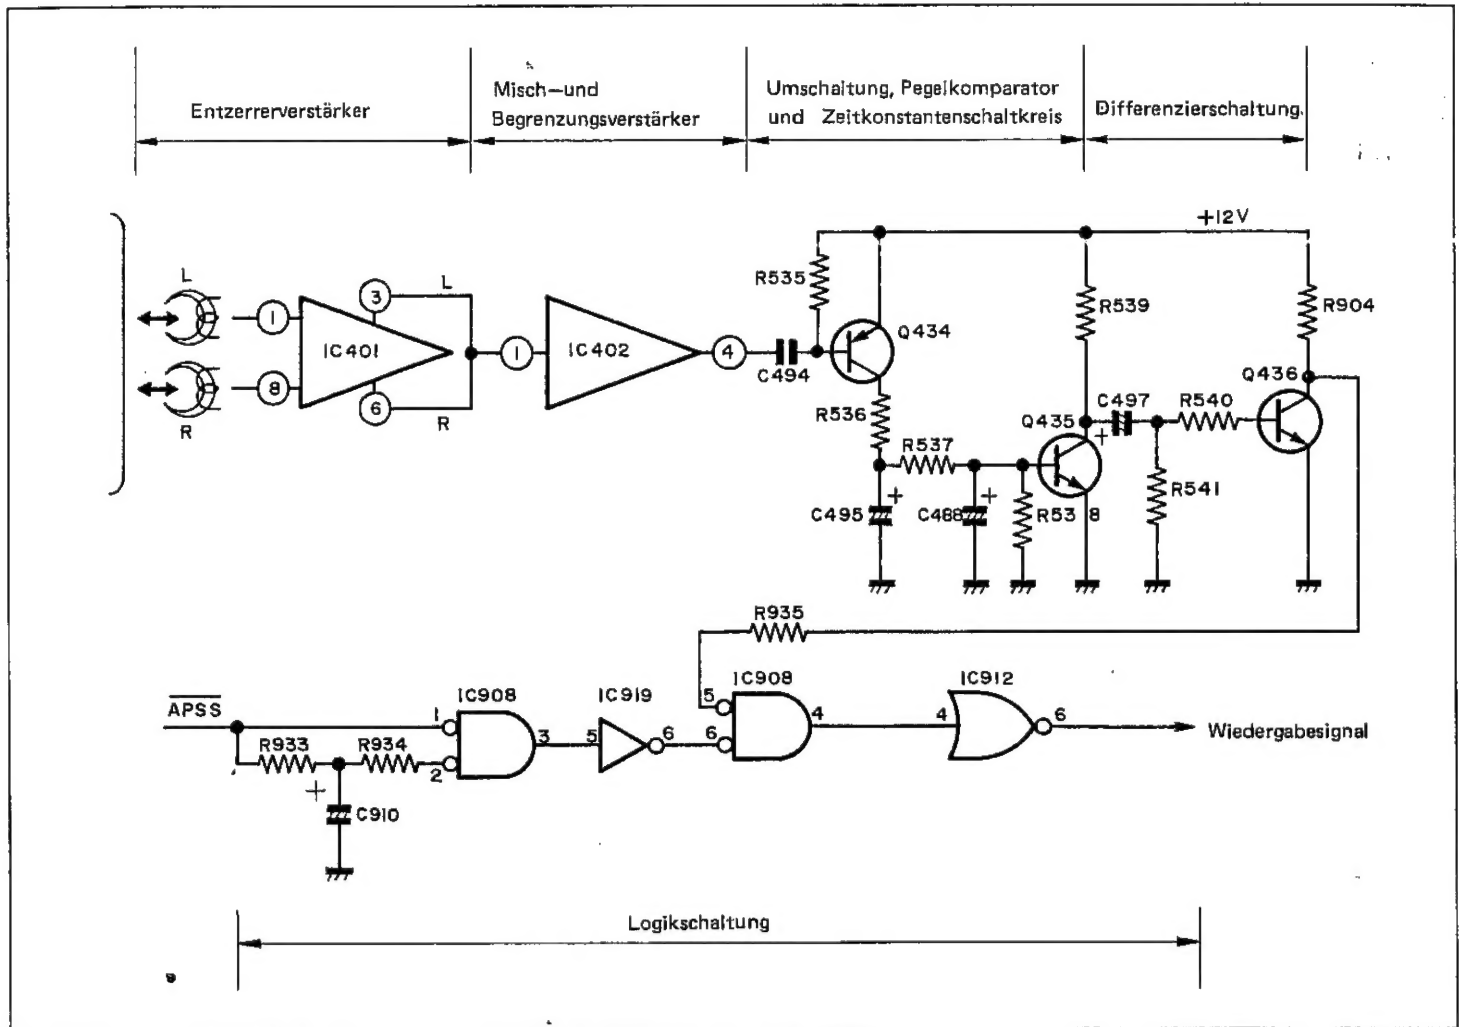 Entzerrerverstärker
Misch—und
Begrenzungsverstärker
Umschaltung, Pegelkomparator
und Zeitkonstantenschaltkreis
Differenzierschaltung.
+12V
L
R
1
8
IC401
3
L
6
R
1
IC402
4
C494
R535
Q434
R536
R537
C495
+
C488
+
R53 8
Q435
R539
C497
+
R540
R541
Q436
R904
R935
APSS
R933
R934
+
C910
1
2
IC908
3
5
IC919
6
5
6
IC908
4
4
IC912
6
Wiedergabesignal
Logikschaltung